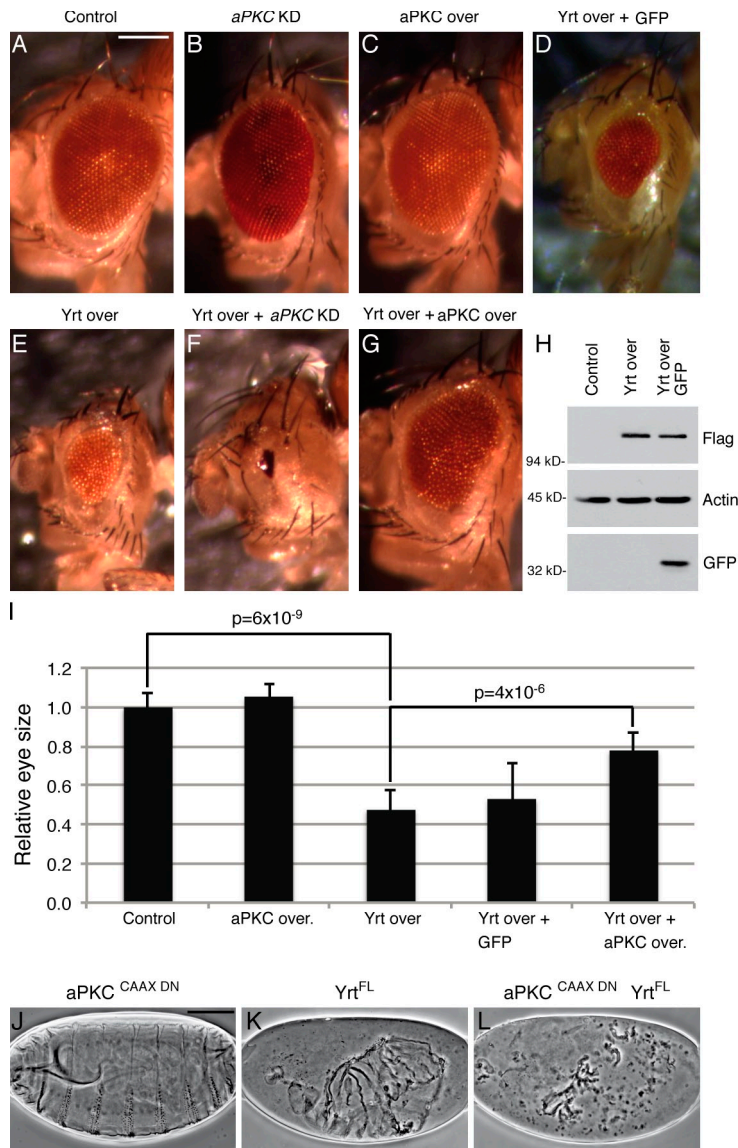 Control
aPKC KD
aPKC over
Yrt over + GFP
A
B
C
D
Yrt over
Yrt over + aPKC KD
Yrt over + aPKC over
E
F
G
H
Control
Yrt over
Yrt over
GFP
94 kD-
Flag
45 kD-
Actin
32 kD-
GFP
I
p=6x10-9
p=4x10-6
Relative eye size
1.2
1.0
0.8
0.6
0.4
0.2
0.0
Control
aPKC over.
Yrt over
Yrt over +
GFP
Yrt over +
aPKC over.
aPKC CAAX DN
YrtFL
aPKC CAAX DN YrtFL
J
K
L